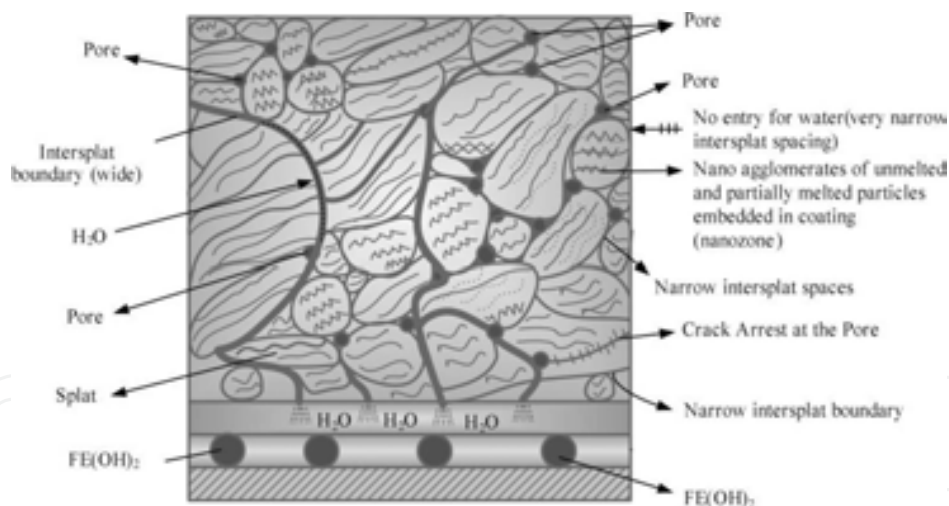 Pore
Pore
Pore
No entry for water(very narrow
intersplat spacing)
Intersplat
boundary (wide)
Nano agglomerates of unmelted
and partially melted particles
embedded in coating
(nanozone)
H₂O
Narrow intersplat spaces
Pore
Crack Arrest at the Pore
Splat
Narrow intersplat boundary
H₂O H₂O H₂O
FE(OH)₂
FE(OH)₂